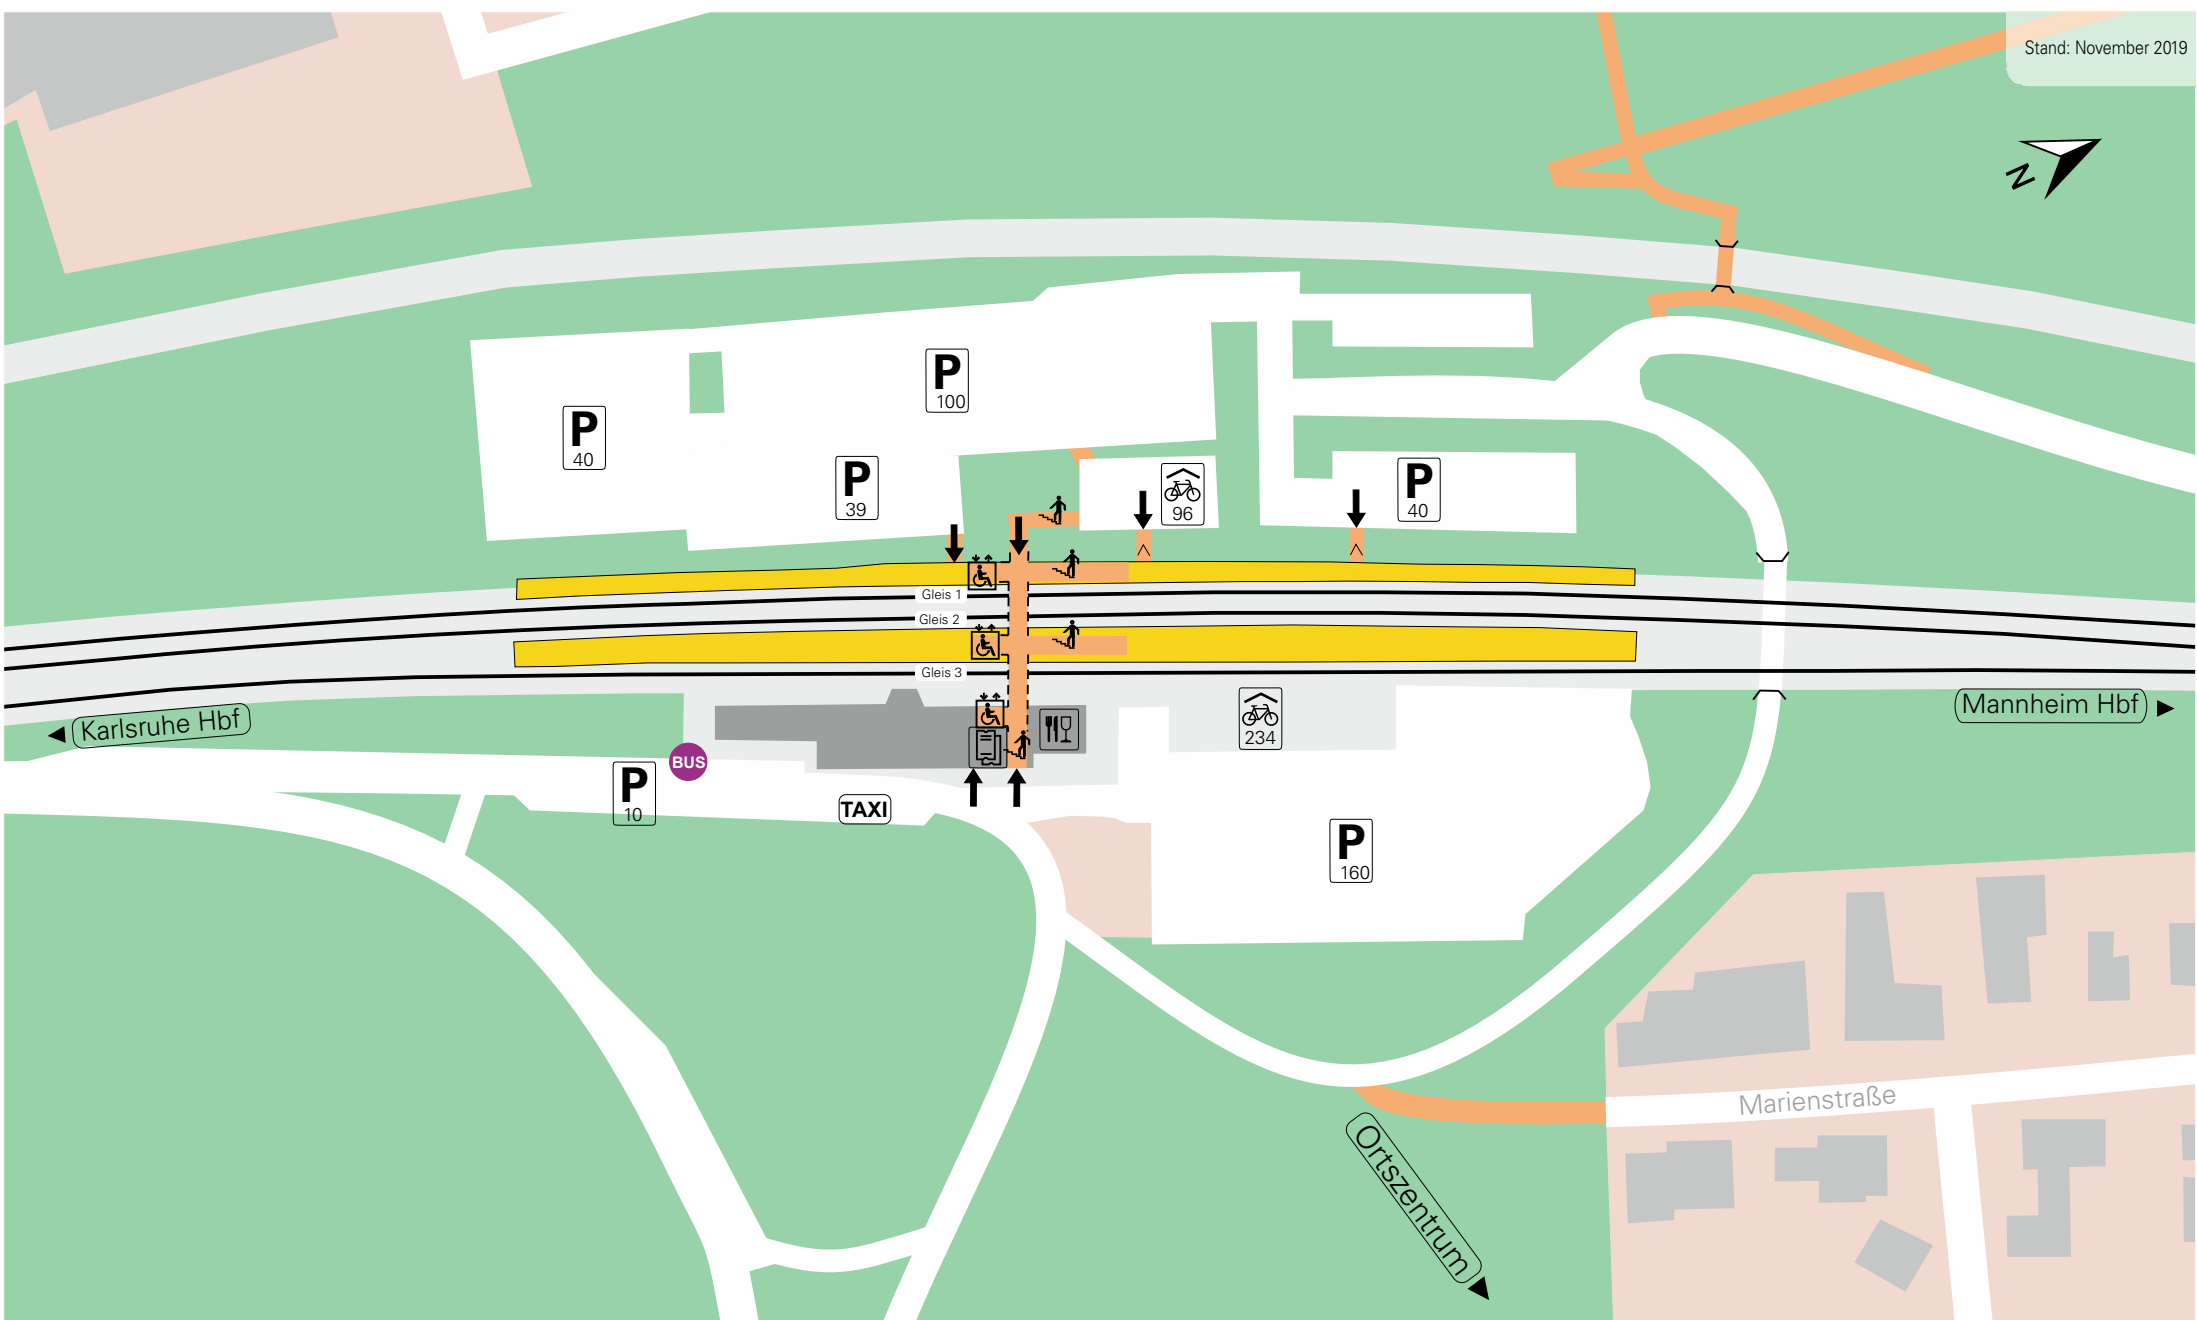 Stand: November 2019
N
P
100
P
40
P
39
96
P
40
Gleis 1
Gleis 2
Gleis 3
Karlsruhe Hbf
Mannheim Hbf
234
BUS
P
10
TAXI
P
160
Marienstraße
Ortszentrum